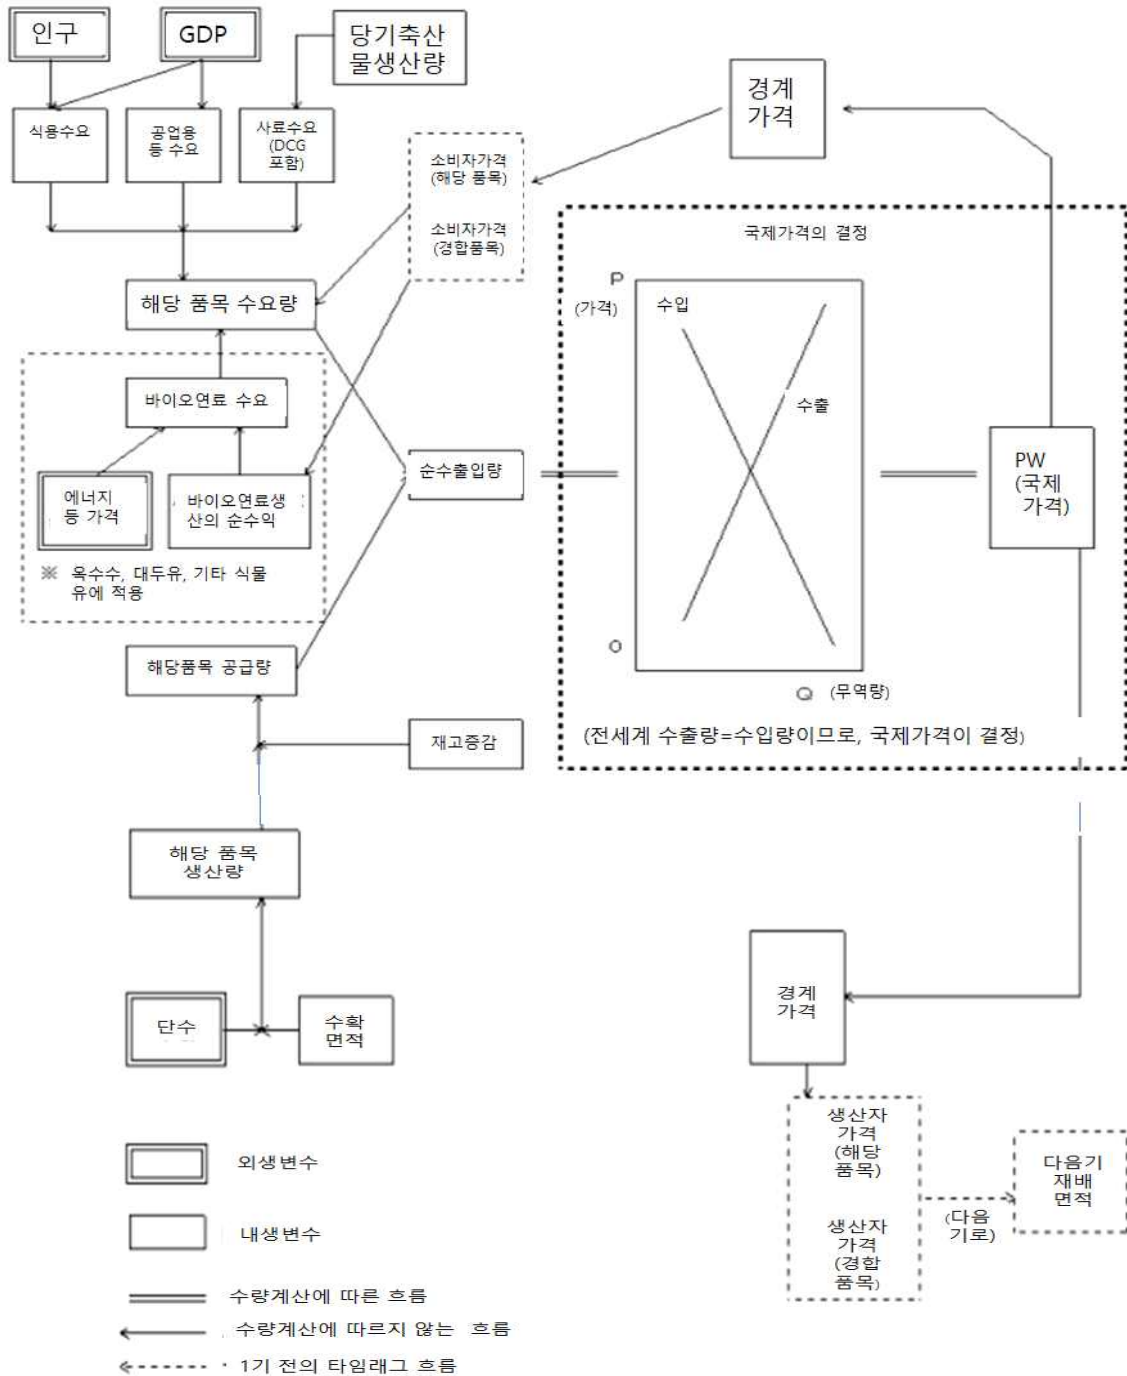 인구
GDP
당기축산
물생산량
식용수요
공업용
등 수요
사료수요
(DCG
포함)
소비자가격
(해당 품목)
소비자가격
(경합품목)
경계
가격
국제가격의 결정
P
(가격)
수입
수출
O
Q (무역량)
(전세계 수출량=수입량이므로, 국제가격이 결정)
PW
(국제
가격)
해당 품목 수요량
바이오연료 수요
에너지
등 가격
바이오연료생
산의 순수익
※ 옥수수, 대두유, 기타 식물
유에 적용
순수출입량
해당품목 공급량
재고증감
해당 품목
생산량
단수
수확
면적
경계
가격
생산자
가격
(해당
품목)
생산자
가격
(경합
품목)
(다음
기로)
다음기
재배
면적
외생변수
내생변수
수량계산에 따른 흐름
수량계산에 따르지 않는 흐름
1기 전의 타임래그 흐름